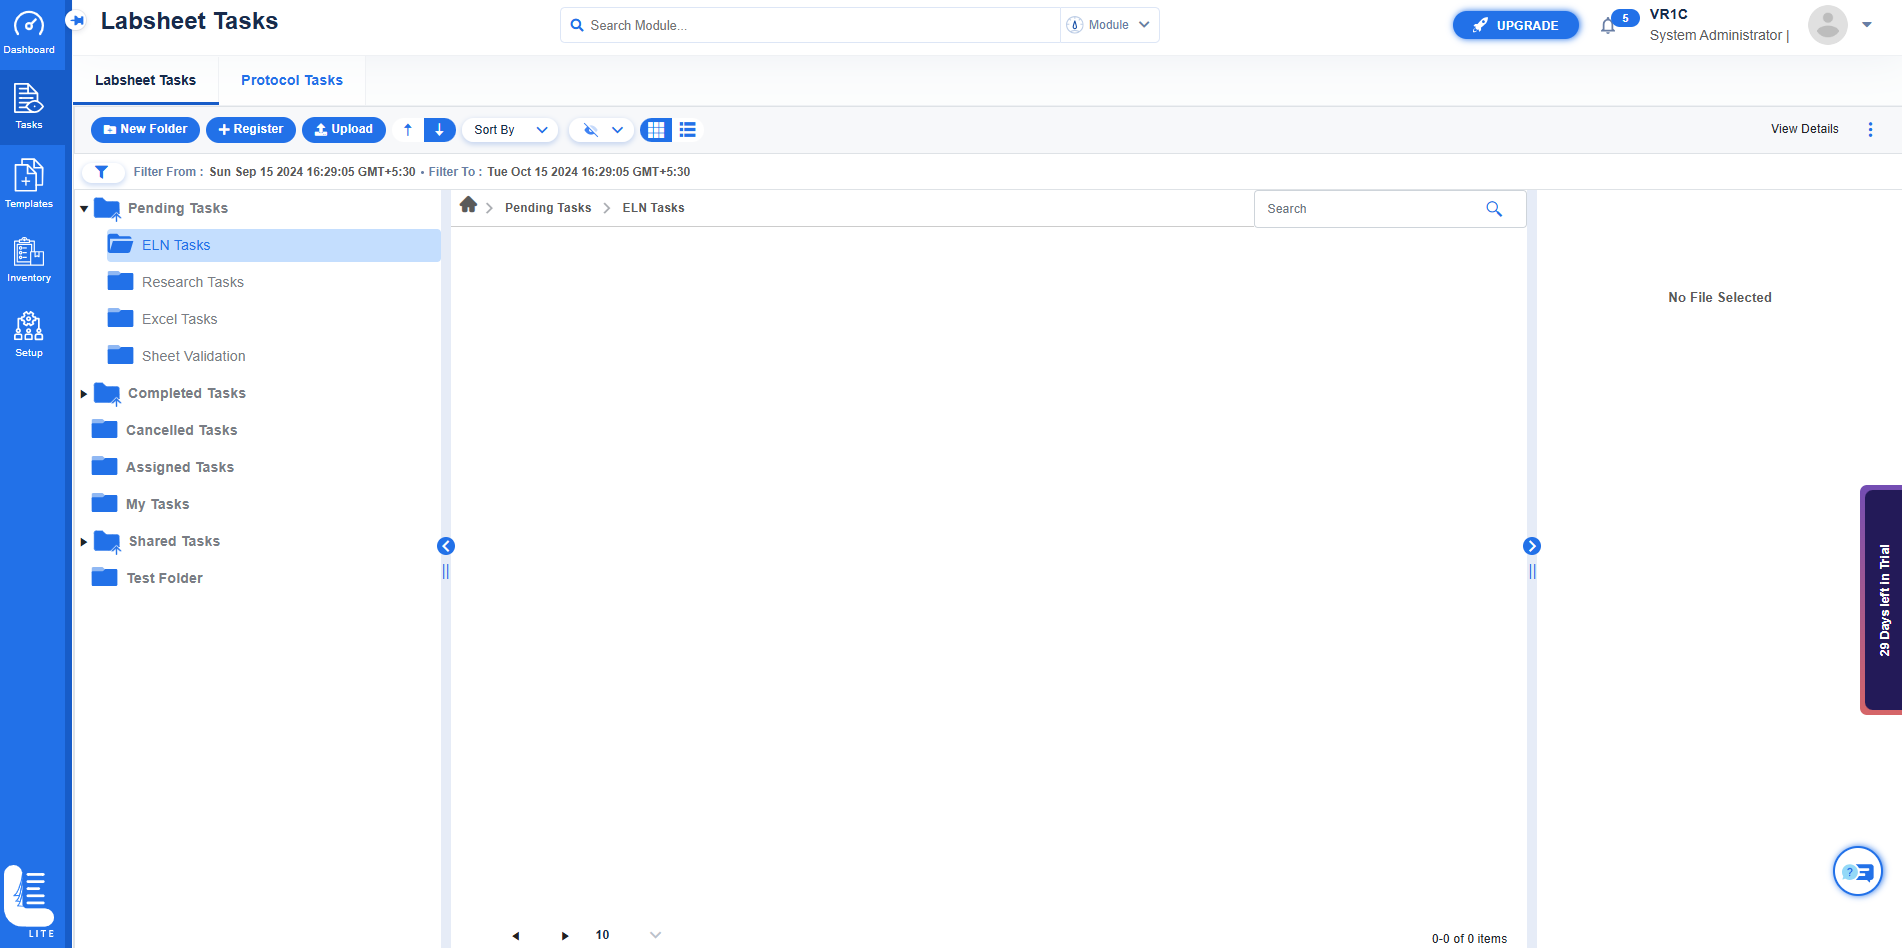 Dashboard
Tasks
Templates
Inventory
Setup
LITE
Labsheet Tasks
Search Module...
Module
UPGRADE
5
VR1C
System Administrator |
Labsheet Tasks
Protocol Tasks
New Folder
Register
Upload
Sort By
View Details
Filter From : Sun Sep 15 2024 16:29:05 GMT+5:30 • Filter To : Tue Oct 15 2024 16:29:05 GMT+5:30
Pending Tasks
ELN Tasks
Research Tasks
Excel Tasks
Sheet Validation
Completed Tasks
Cancelled Tasks
Assigned Tasks
My Tasks
Shared Tasks
Test Folder
Pending Tasks
ELN Tasks
Search
No File Selected
29 Days left in Trial
?
10
0-0 of 0 items